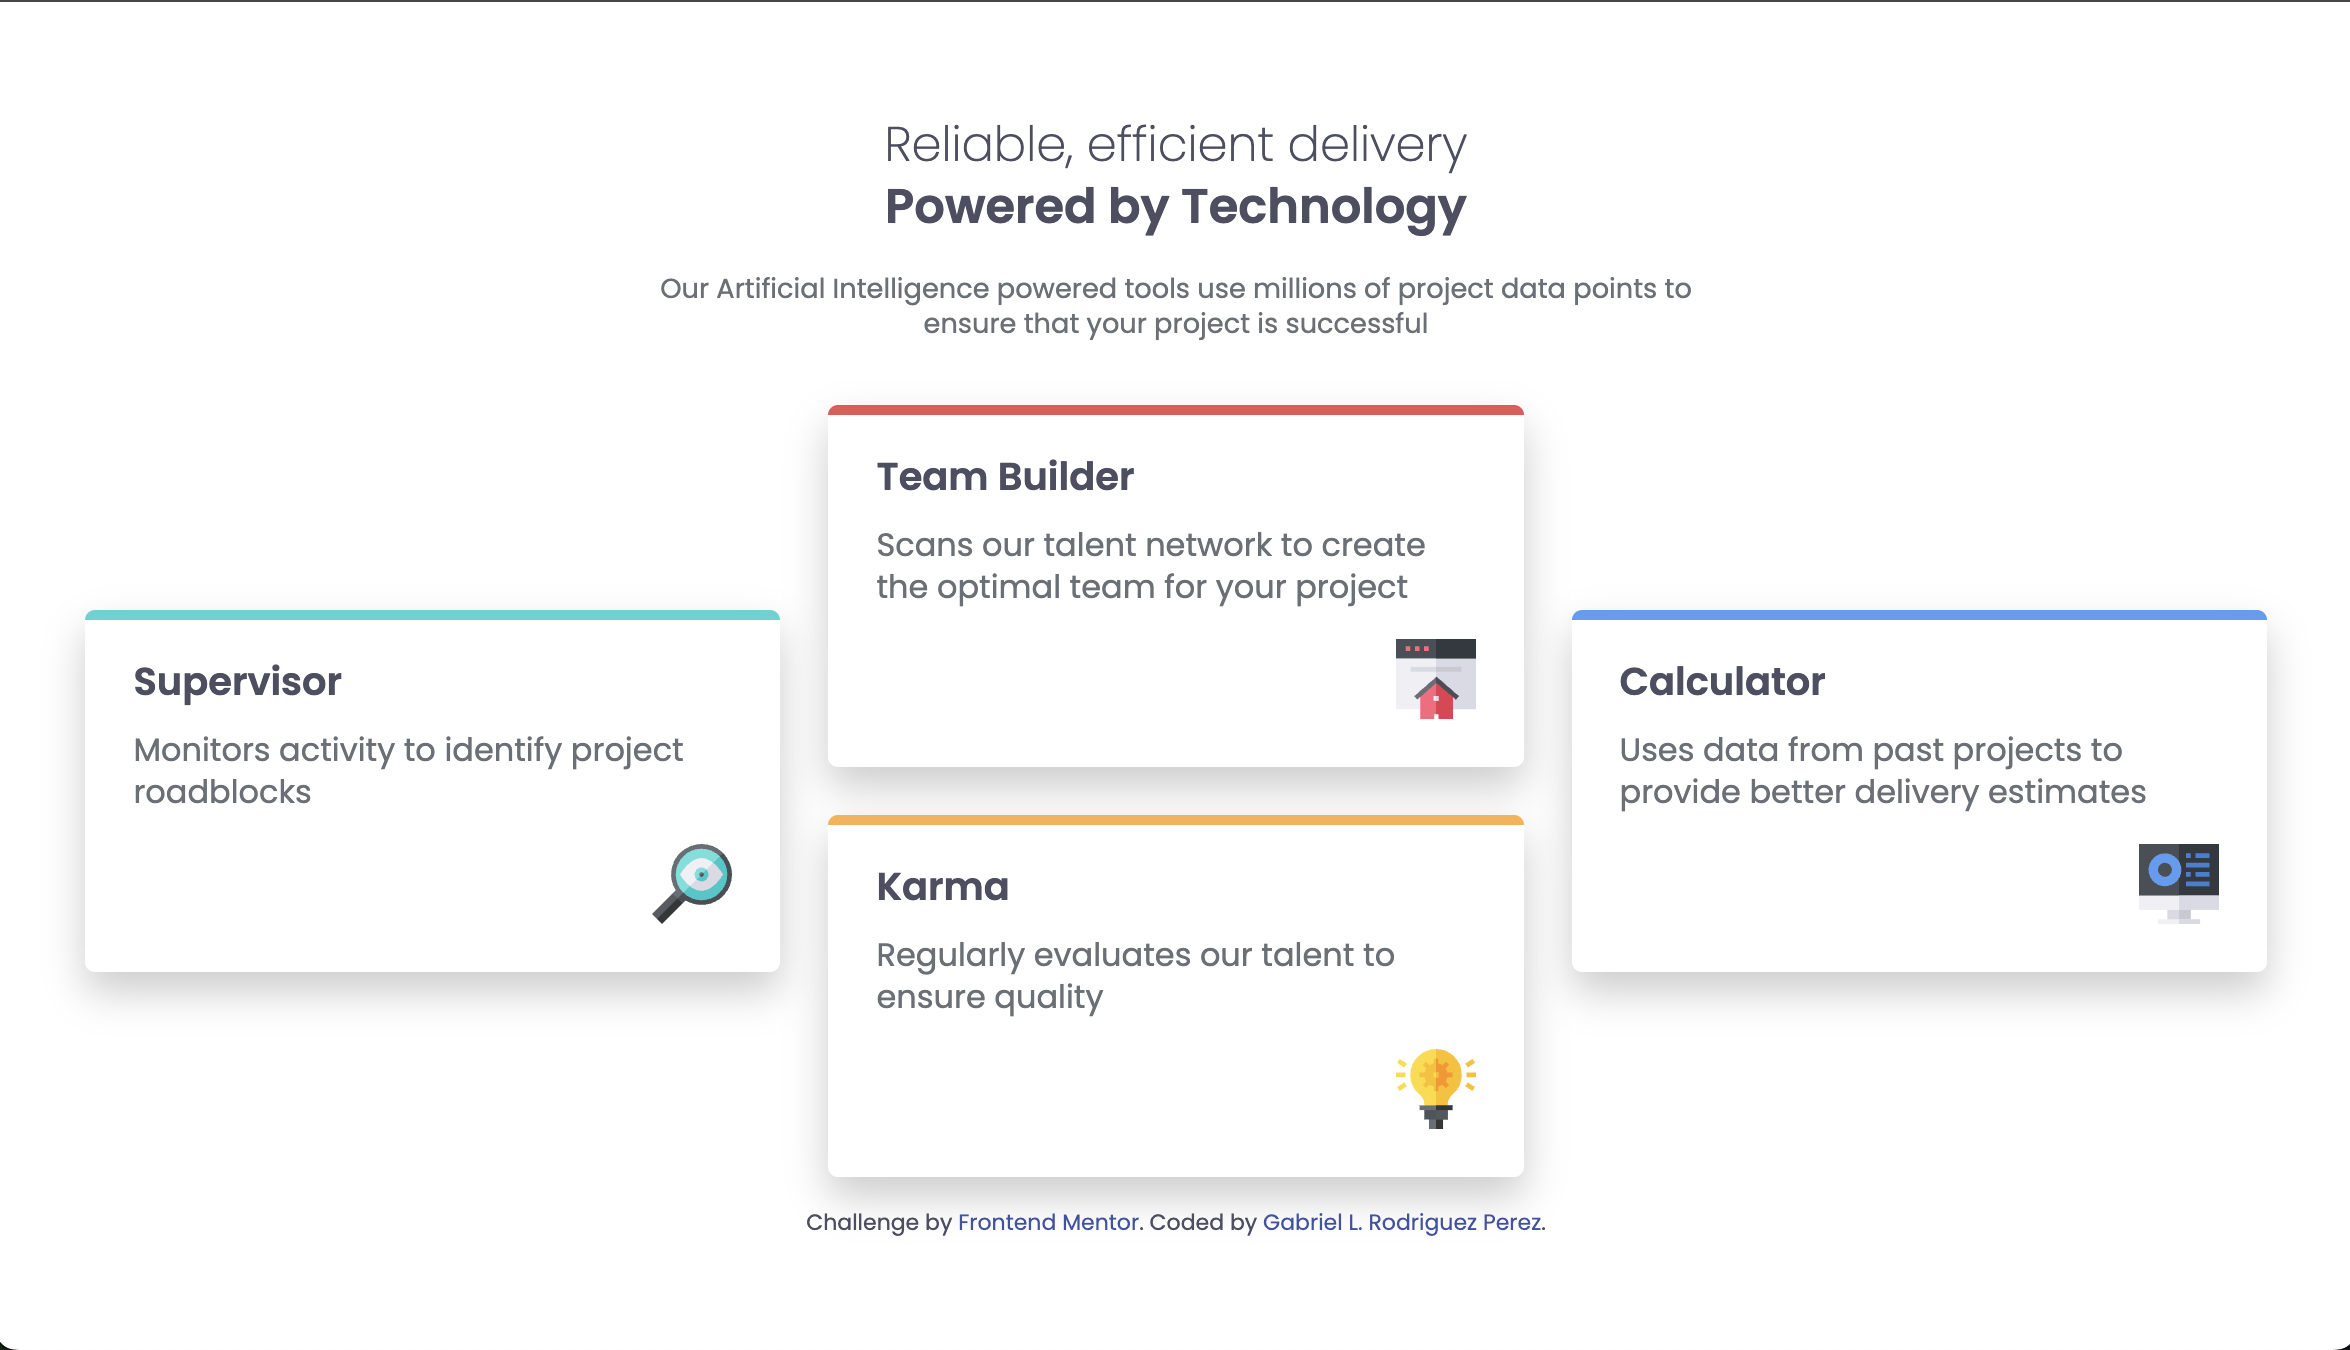 Reliable, efficient delivery
Powered by Technology
Our Artificial Intelligence powered tools use millions of project data points to
ensure that your project is successful
Supervisor
Monitors activity to identify project
roadblocks
Team Builder
Scans our talent network to create
the optimal team for your project
Karma
Regularly evaluates our talent to
ensure quality
Calculator
Uses data from past projects to
provide better delivery estimates
Challenge by Frontend Mentor. Coded by Gabriel L. Rodriguez Perez.